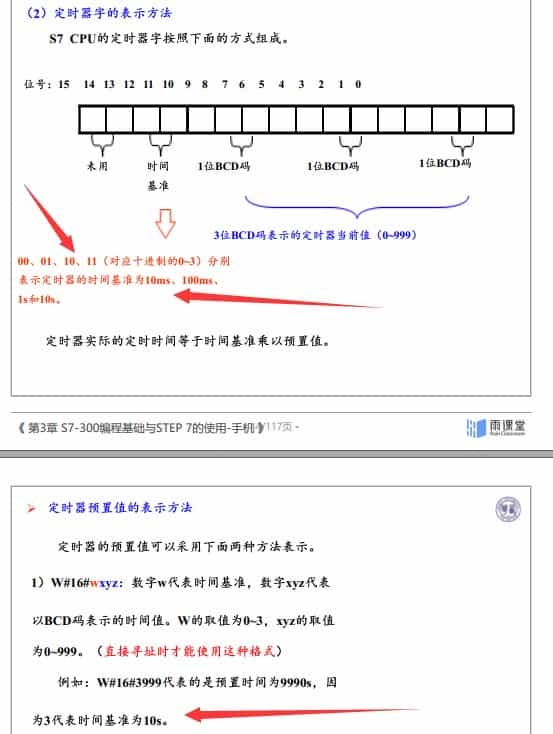 （2）定时器字的表示方法
S7 CPU的定时器字按照下面的方式组成。
位号：15 14 13 12 11 10 9 8 7 6 5 4 3 2 1 0
未用 时间基准 1位BCD码 1位BCD码 1位BCD码
3位BCD码表示的定时器当前值（0~999）
00、01、10、11（对应十进制的0~3）分别
表示定时器的时间基准为10ms、100ms、
1s和10s。
定时器实际的定时时间等于时间基准乘以预置值。
《第3章 S7-300编程基础与STEP 7的使用-手机》 /117页 -
雨课堂
Rain Classroom
➢ 定时器预置值的表示方法
定时器的预置值可以采用下面两种方法表示。
1）W#16#wxyz：数字w代表时间基准，数字xyz代表
以BCD码表示的时间值。W的取值为0~3，xyz的取值
为0~999。（直接寻址时才能使用这种格式）
例如：W#16#3999代表的是预置时间为9990s，因
为3代表时间基准为10s。